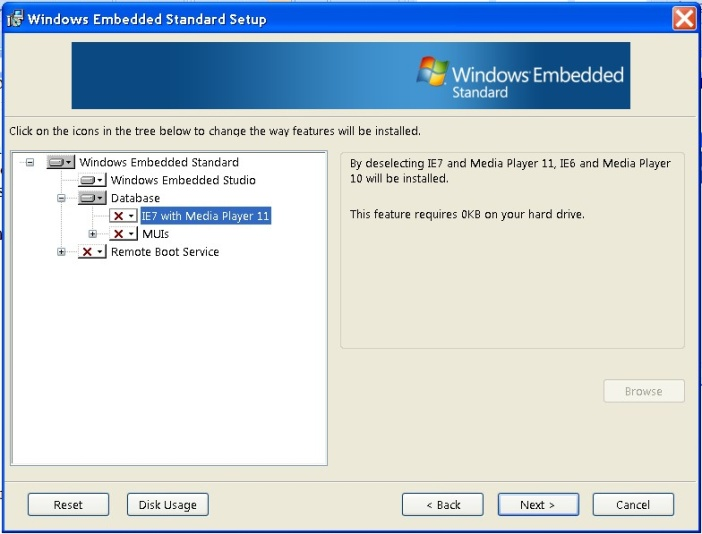 Windows Embedded Standard Setup
Windows Embedded
Standard
Click on the icons in the tree below to change the way features will be installed.
Windows Embedded Standard
Windows Embedded Studio
Database
IE7 with Media Player 11
MUIs
Remote Boot Service
By deselecting IE7 and Media Player 11, IE6 and Media Player
10 will be installed.
This feature requires 0KB on your hard drive.
Browse
Reset
Disk Usage
< Back
Next >
Cancel